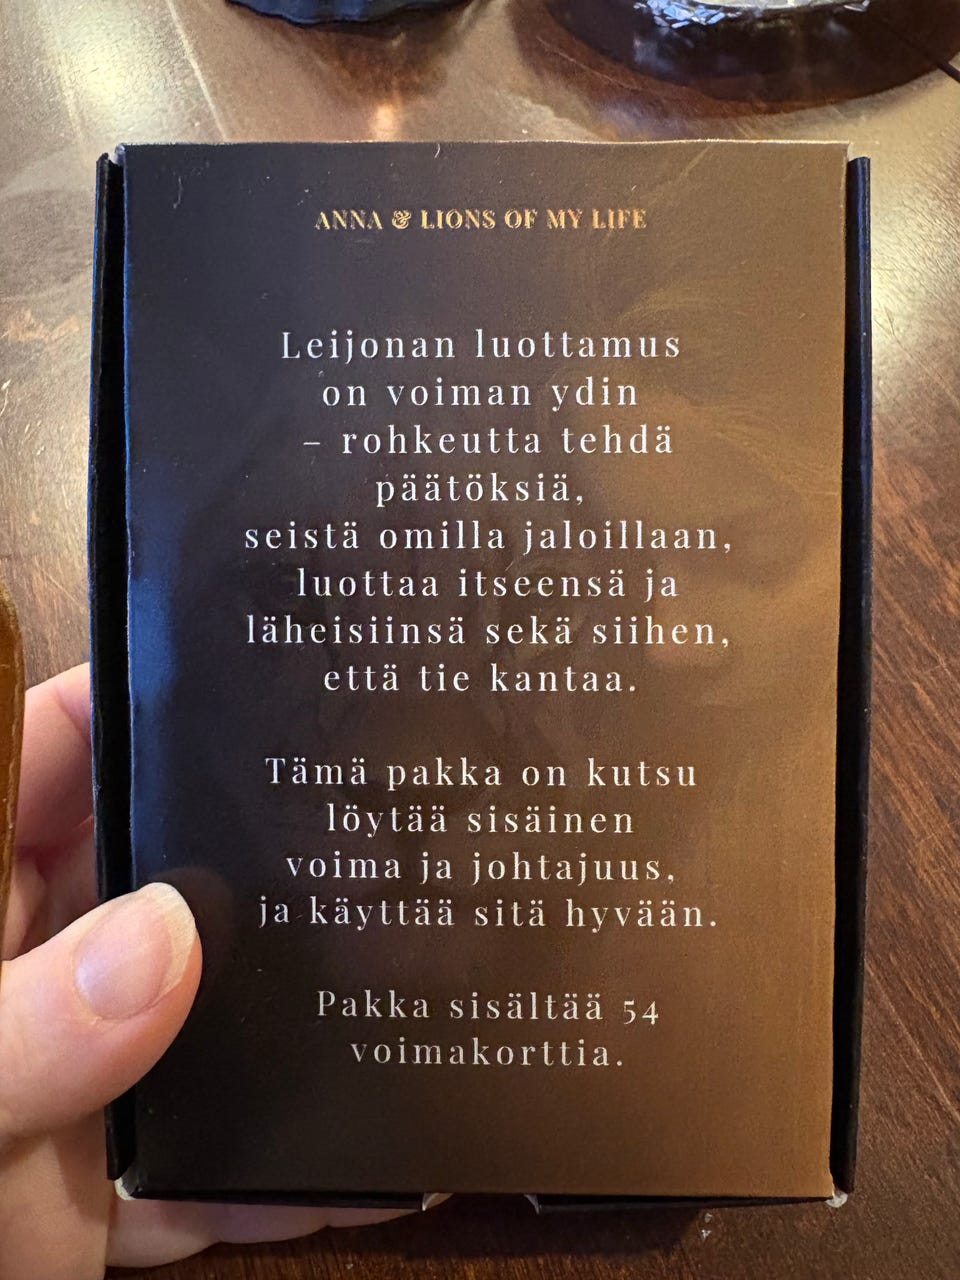 ANNA & LIONS OF MY LIFE
Leijonan luottamus
on voiman ydin
– rohkeutta tehdä
päätöksiä,
seistä omilla jaloillaan,
luottaa itseensä ja
läheisiinsä sekä siihen,
että tie kantaa.
Tämä pakka on kutsu
löytää sisäinen
voima ja johtajuus,
ja käyttää sitä hyvään.
Pakka sisältää 54
voimakorttia.